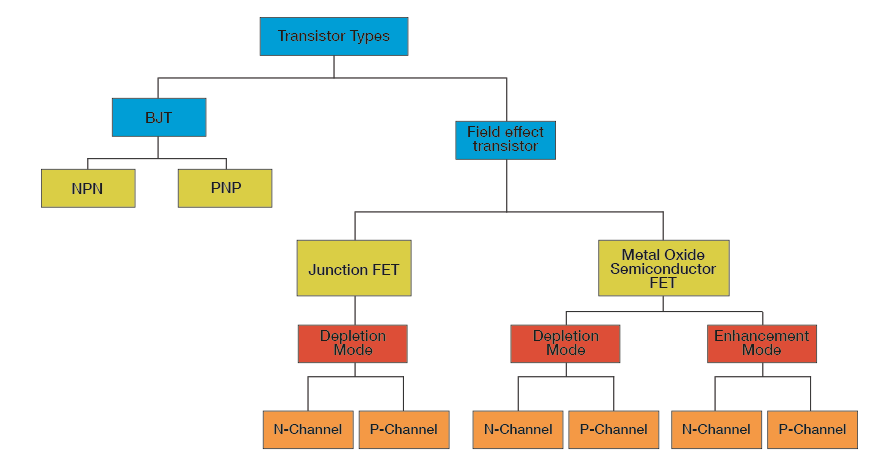 Transistor Types
BJT
Field effect
transistor
NPN
PNP
Junction FET
Metal Oxide
Semiconductor
FET
Depletion
Mode
Depletion
Mode
Enhancement
Mode
N-Channel
P-Channel
N-Channel
P-Channel
N-Channel
P-Channel